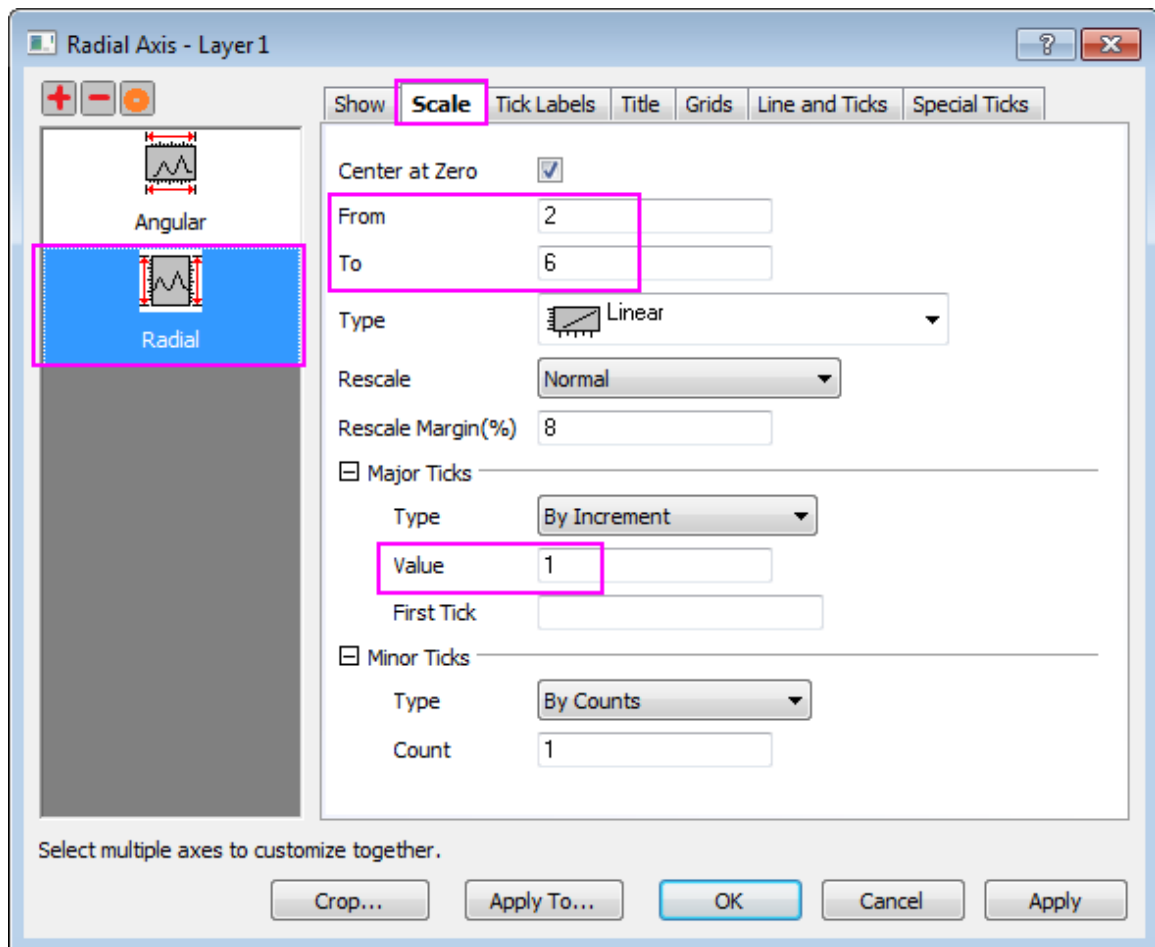 Radial Axis - Layer 1
Show Scale Tick Labels Title Grids Line and Ticks Special Ticks
Angular
Radial
Center at Zero
From 2
To 6
Type Linear
Rescale Normal
Rescale Margin(%) 8
Major Ticks
Type By Increment
Value 1
First Tick
Minor Ticks
Type By Counts
Count 1
Select multiple axes to customize together.
Crop... Apply To... OK Cancel Apply